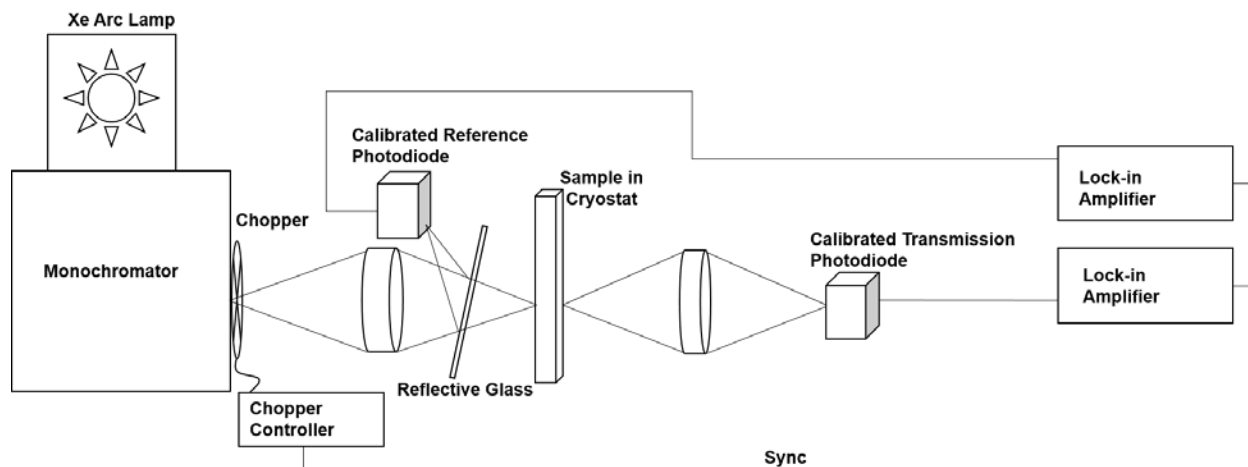 Xe Arc Lamp
Calibrated Reference
Photodiode
Sample in
Cryostat
Lock-in
Amplifier
Chopper
Monochromator
Calibrated Transmission
Photodiode
Lock-in
Amplifier
Reflective Glass
Chopper
Controller
Sync